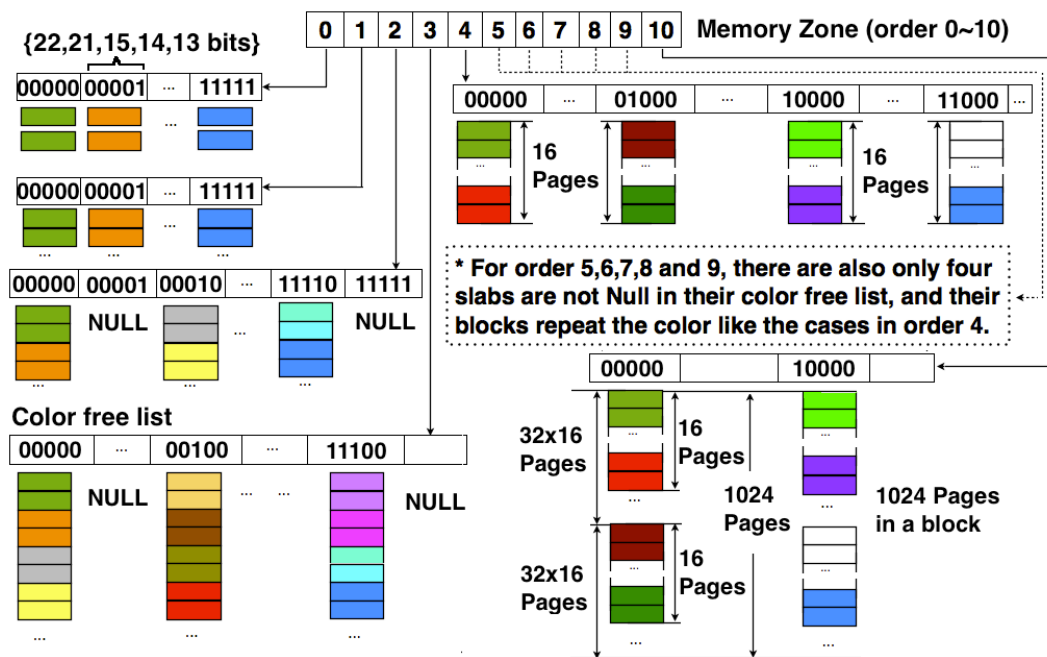 0 1 2 3 4 5 6 7 8 9 10 Memory Zone (order 0~10)
{22,21,15,14,13 bits}
00000 00001 ... 11111
...
00000 00001 ... 11111
... ... ...
00000 00001 00010 ... 11110 11111
NULL ... NULL
... ... ...
Color free list
00000 ... 00100 ... 11100
NULL ... ... NULL
... ... ...
00000 ... 01000 ... 10000 ... 11000 ...
16
Pages
16
Pages
... ... ... ...
* For order 5,6,7,8 and 9, there are also only four
slabs are not Null in their color free list, and their
blocks repeat the color like the cases in order 4.
00000 10000
32x16
Pages
16
Pages
1024
Pages
1024 Pages
in a block
32x16
Pages
16
Pages
... ...